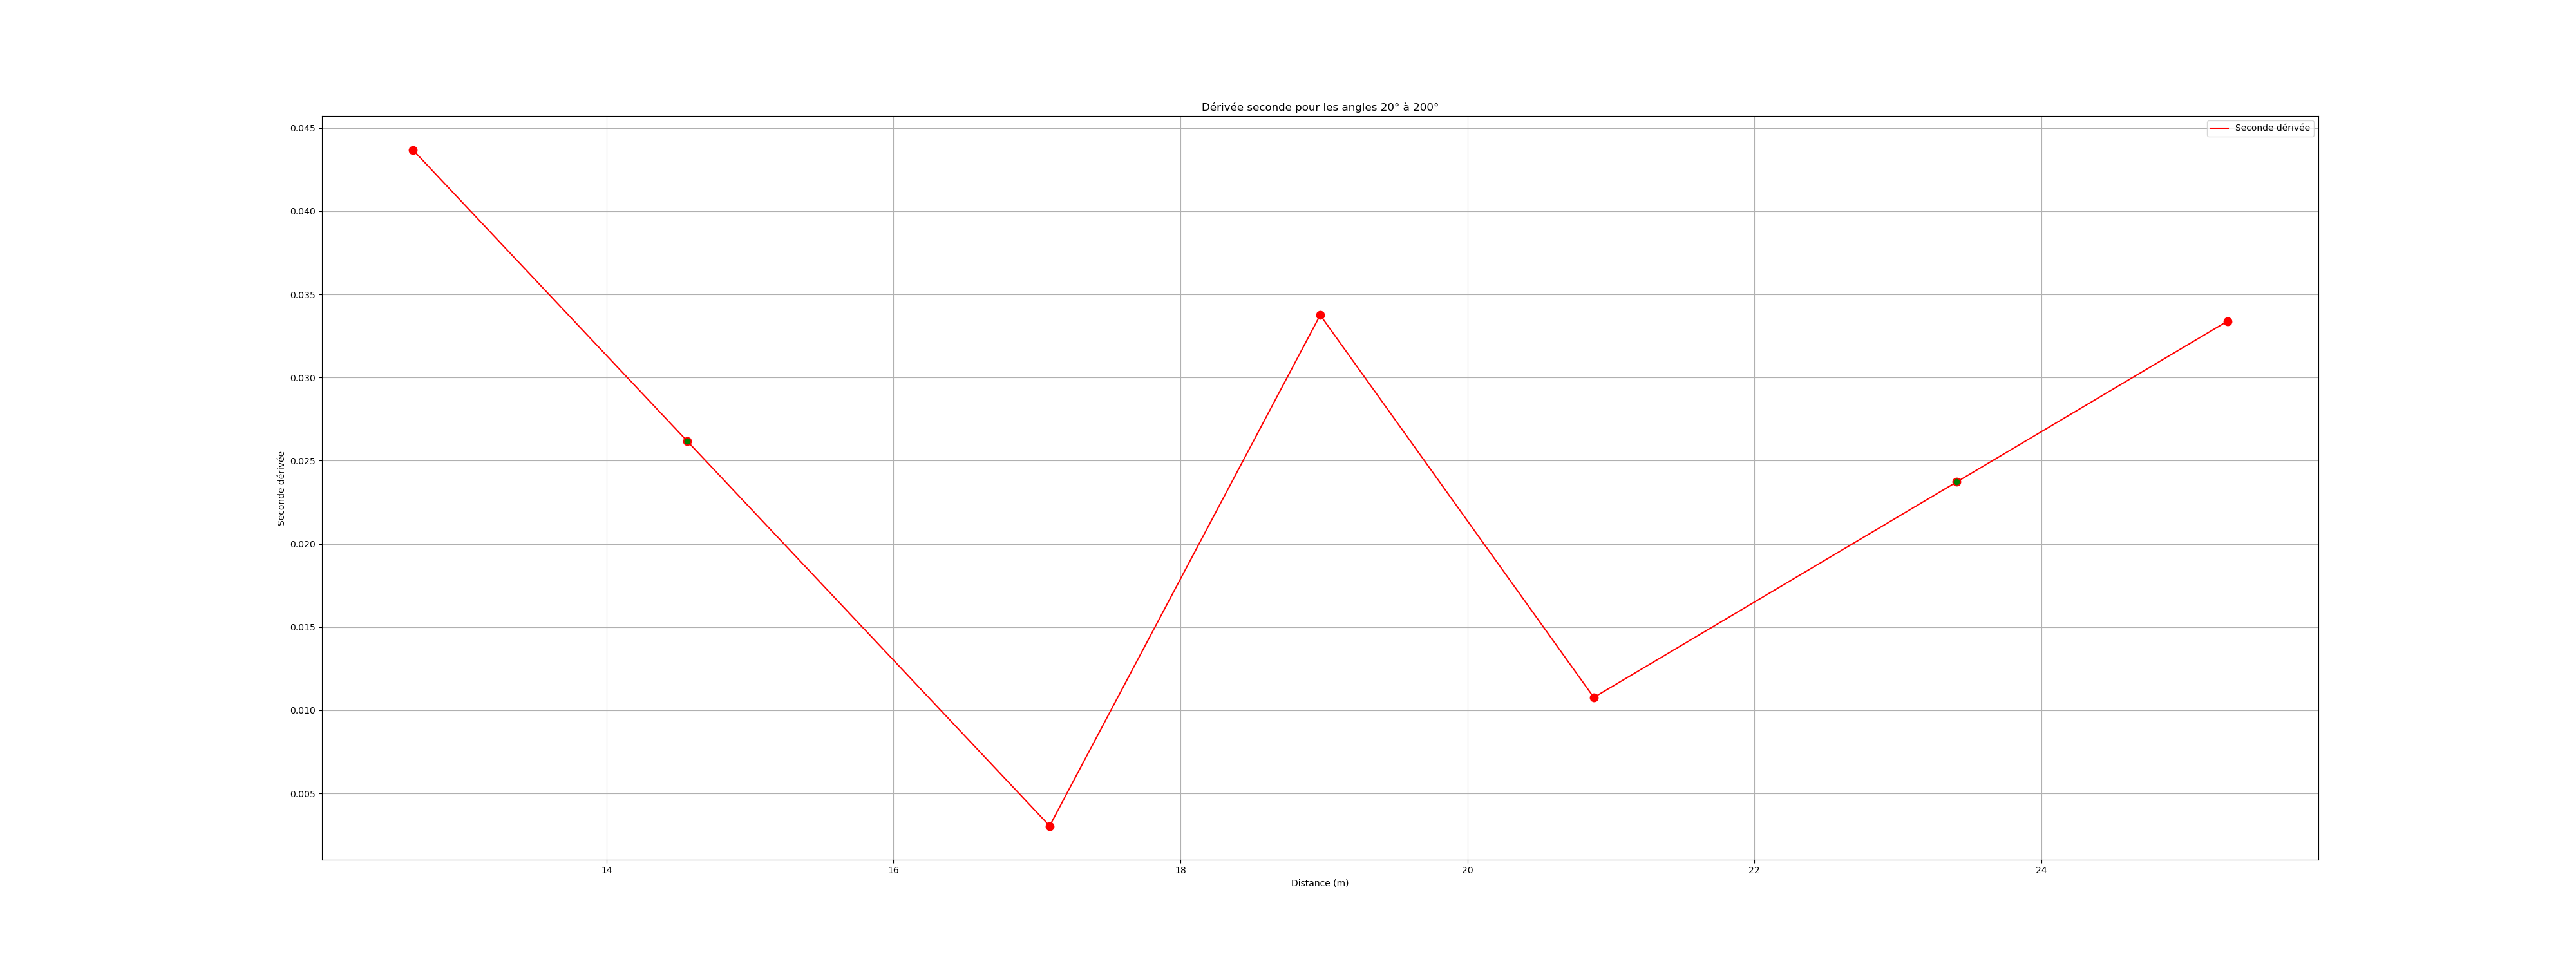 Dérivée seconde pour les angles 20° à 200°
Seconde dérivée
0.045
0.040
0.035
0.030
0.025
0.020
0.015
0.010
0.005
Seconde dérivée
14 16 18 20 22 24
Distance (m)